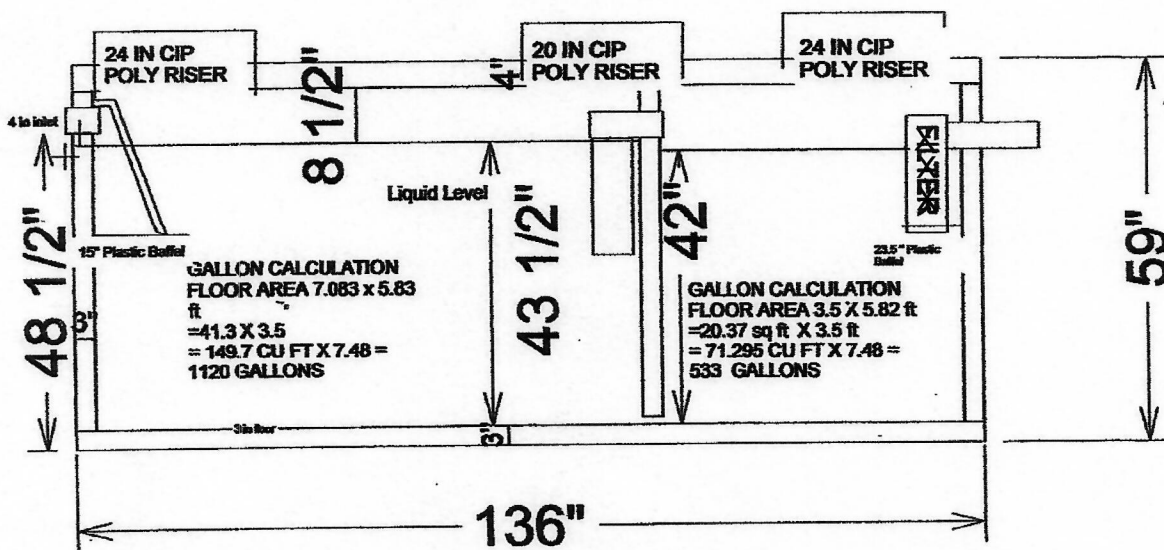 24 IN CIP
POLY RISER
20 IN CIP
POLY RISER
24 IN CIP
POLY RISER
4"
8 1/2"
4 in inlet
FILTER
Liquid Level
48 1/2"
43 1/2"
42"
59"
15" Plastic Baffel
23.5" Plastic
Baffel
GALLON CALCULATION
FLOOR AREA 7.083 x 5.83
ft
=41.3 X 3.5
= 149.7 CU FT X 7.48 =
1120 GALLONS
GALLON CALCULATION
FLOOR AREA 3.5 X 5.82 ft
=20.37 sq ft X 3.5 ft
= 71.295 CU FT X 7.48 =
533 GALLONS
3"
3 in floor
3"
136"